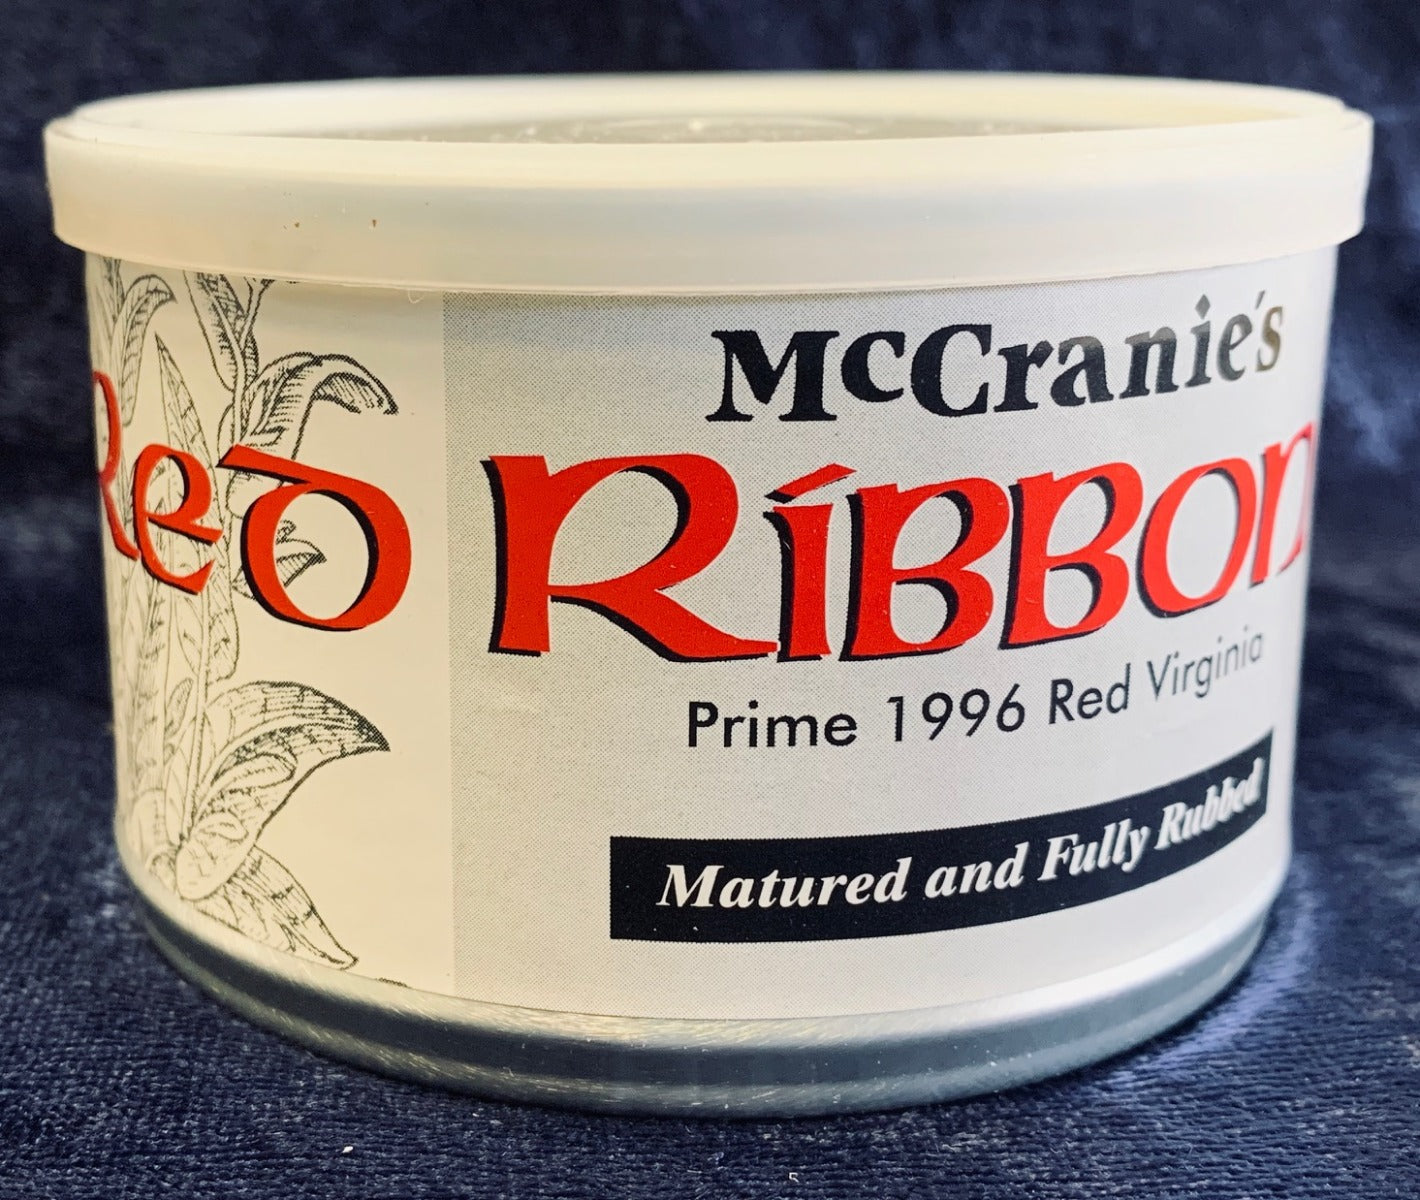 McCranie's
Red Ribbon
Prime 1996 Red Virginia
Matured and Fully Rubbed